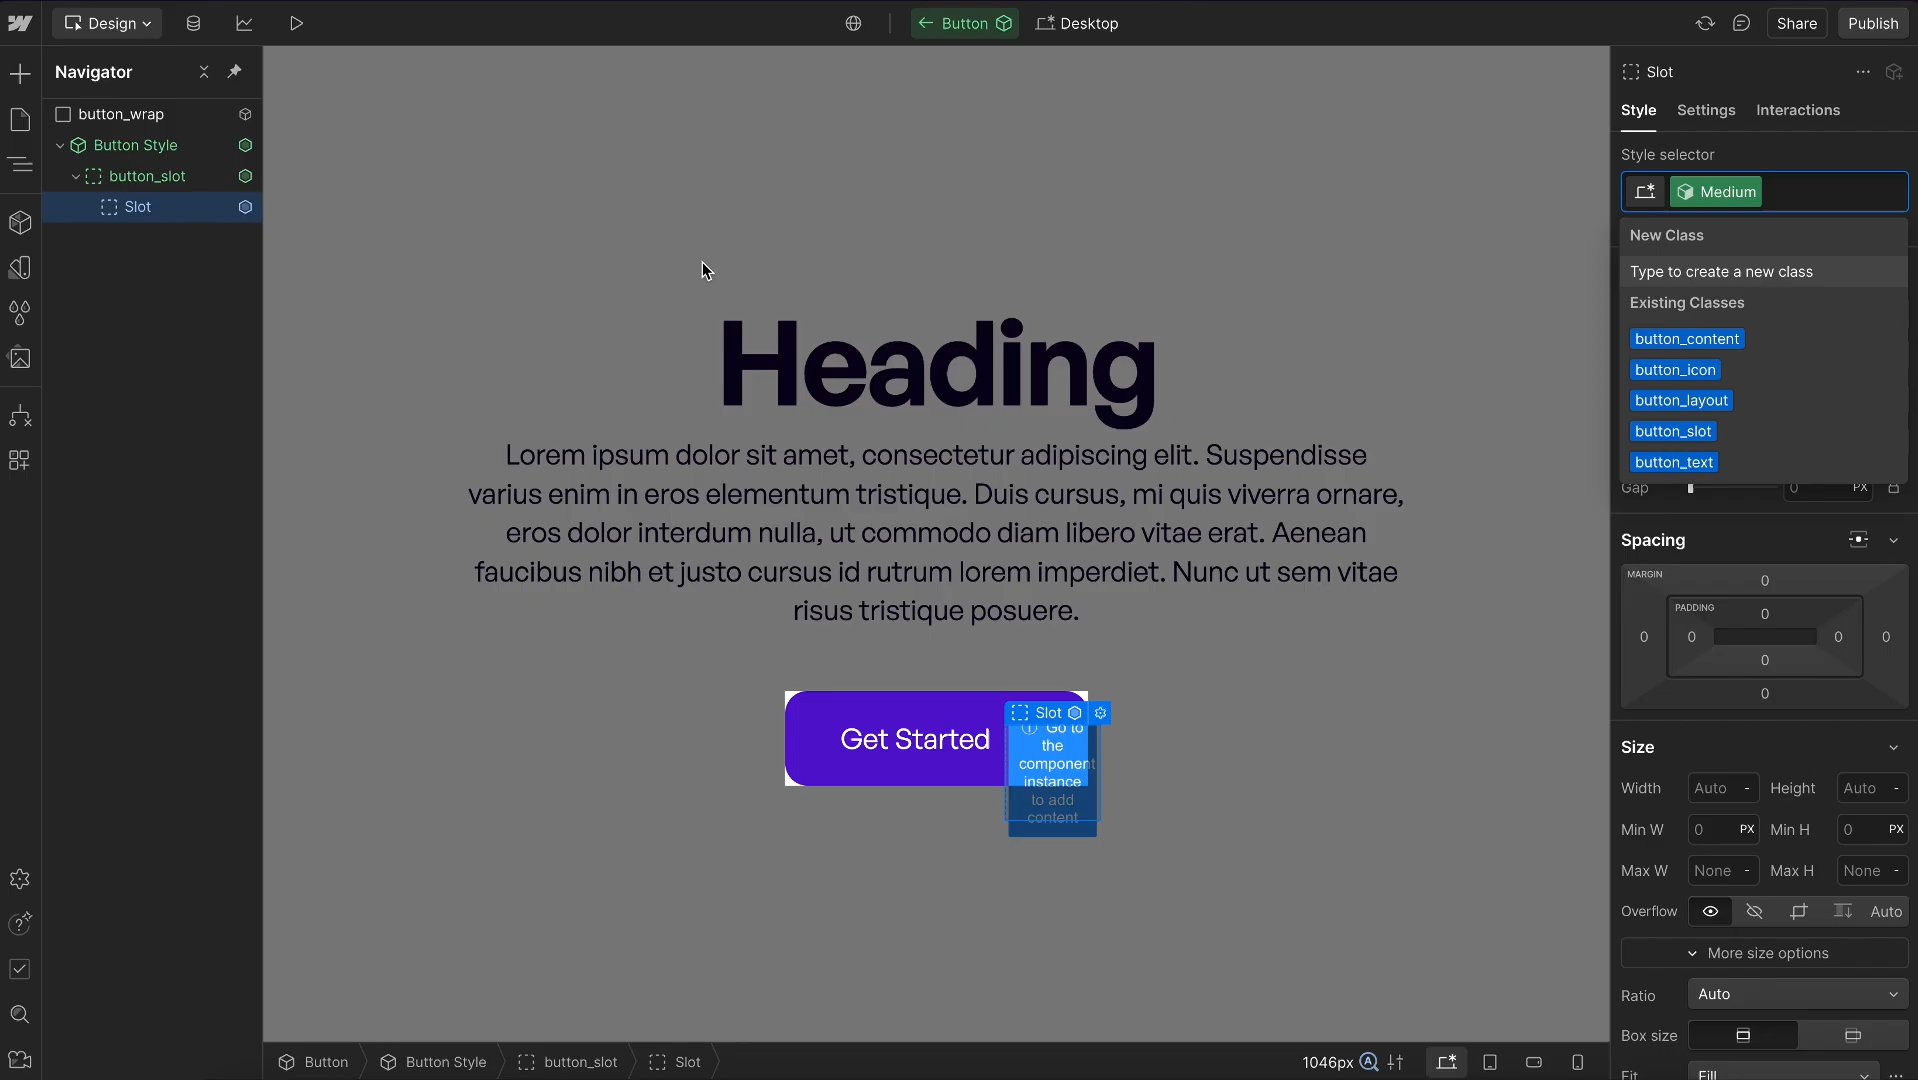 Design
Button
Desktop
Share
Publish
Navigator
button_wrap
Button Style
button_slot
Slot
Heading
Lorem ipsum dolor sit amet, consectetur adipiscing elit. Suspendisse
varius enim in eros elementum tristique. Duis cursus, mi quis viverra ornare,
eros dolor interdum nulla, ut commodo diam libero vitae erat. Aenean
faucibus nibh et justo cursus id rutrum lorem imperdiet. Nunc ut sem vitae
risus tristique posuere.
Get Started
Slot
Go to
the
component
instance
to add
content
Slot
Style
Settings
Interactions
Style selector
Medium
New Class
Type to create a new class
Existing Classes
button_content
button_icon
button_layout
button_slot
button_text
Gap
0
PX
Spacing
MARGIN
0
PADDING
0
0
0
0
0
0
0
Size
Width
Auto
-
Height
Auto
-
Min W
0
PX
Min H
0
PX
Max W
None
-
Max H
None
-
Overflow
Auto
More size options
Ratio
Auto
Box size
Fit
Fill
Button
Button Style
button_slot
Slot
1046px